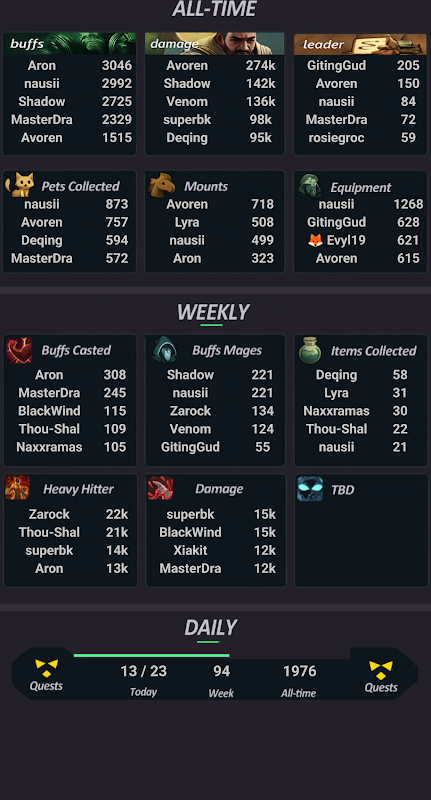 ALL-TIME
buffs
Aron 3046
nausii 2992
Shadow 2725
MasterDra 2329
Avoren 1515
damage
Avoren 274k
Shadow 142k
Venom 136k
superbk 98k
Deqing 95k
leader
GitingGud 205
Avoren 150
nausii 84
MasterDra 72
rosiegroc 59
Pets Collected
nausii 873
Avoren 757
Deqing 594
MasterDra 572
Mounts
Avoren 718
Lyra 508
nausii 499
Aron 323
Equipment
nausii 1268
GitingGud 628
🦊 Evyl19 621
Avoren 615
WEEKLY
Buffs Casted
Aron 308
MasterDra 245
BlackWind 115
Thou-Shal 109
Naxxramas 105
Buffs Mages
Shadow 221
nausii 221
Zarock 134
Venom 124
GitingGud 55
Items Collected
Deqing 58
Lyra 31
Naxxramas 30
Thou-Shal 22
nausii 21
Heavy Hitter
Zarock 22k
Thou-Shal 21k
superbk 14k
Aron 13k
Damage
superbk 15k
BlackWind 15k
Xiakit 12k
MasterDra 12k
TBD
DAILY
Quests
13 / 23
Today
94
Week
1976
All-time
Quests